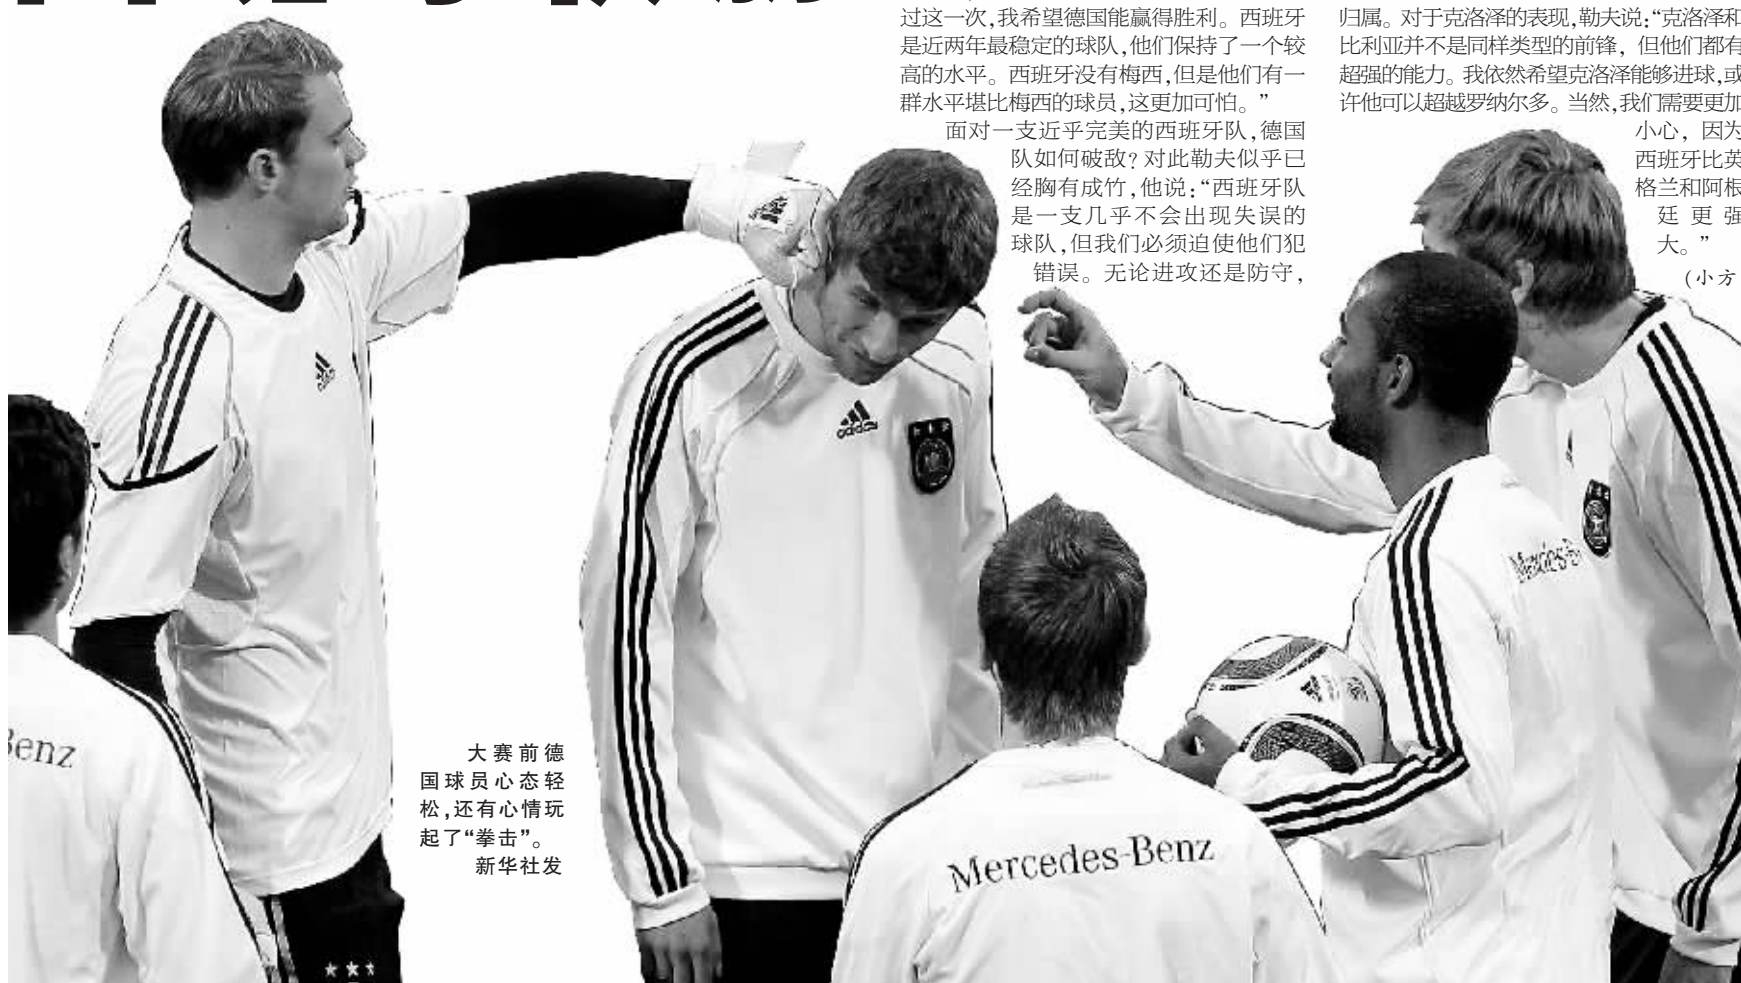 过这一次,我希望德国能赢得胜利。西班牙
是近两年最稳定的球队,他们保持了一个较
高的水平。西班牙没有梅西,但是他们有一
群水平堪比梅西的球员,这更加可怕。”
面对一支近乎完美的西班牙队,德国
队如何破敌?对此勒夫似乎已
经胸有成竹,他说:“西班牙队
是一支几乎不会出现失误的
球队,但我们必须迫使他们犯
错误。无论进攻还是防守,
归属。对于克洛泽的表现,勒夫说:“克洛泽和
比利亚并不是同样类型的前锋,但他们都有
超强的能力。我依然希望克洛泽能够进球,或
许他可以超越罗纳尔多。当然,我们需要更加
小心,因为
西班牙比英
格兰和阿根
廷更强
大。”
(小方
大赛前德
国球员心态轻
松,还有心情玩
起了“拳击”。
新华社发
adidas
Mercedes-B
Benz
Mercedes-Benz